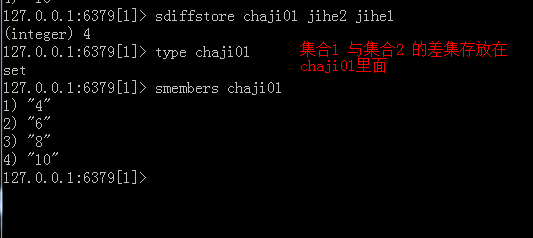 127.0.0.1:6379[1]> sdiffstore chaji01 jihe2 jihe1
(integer) 4
127.0.0.1:6379[1]> type chaji01
set
集合1 与集合2 的差集存放在
chaji01里面
127.0.0.1:6379[1]> smembers chaji01
1) "4"
2) "6"
3) "8"
4) "10"
127.0.0.1:6379[1]>